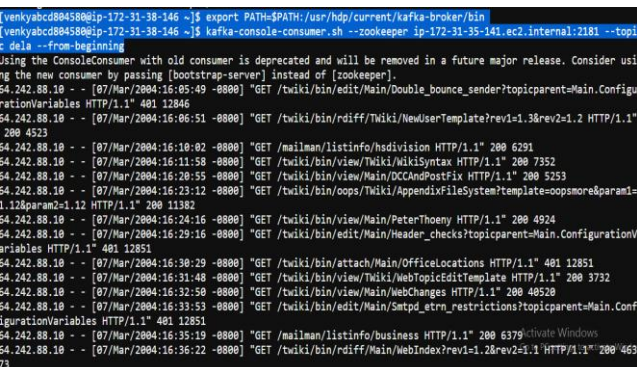 [venkyabcd804580@ip-172-31-38-146 ~]$ export PATH=$PATH:/usr/hdp/current/kafka-broker/bin
[venkyabcd804580@ip-172-31-38-146 ~]$ kafka-console-consumer.sh --zookeeper ip-172-31-35-141.ec2.internal:2181 --topi
c dela --from-beginning
Using the ConsoleConsumer with old consumer is deprecated and will be removed in a future major release. Consider usi
ng the new consumer by passing [bootstrap-server] instead of [zookeeper].
64.242.88.10 - - [07/Mar/2004:16:05:49 -0800] "GET /twiki/bin/edit/Main/Double_bounce_sender?topicparent=Main.Configu
rationVariables HTTP/1.1" 401 12846
64.242.88.10 - - [07/Mar/2004:16:06:51 -0800] "GET /twiki/bin/rdiff/TWiki/NewUserTemplate?rev1=1.3&rev2=1.2 HTTP/1.1"
200 4523
64.242.88.10 - - [07/Mar/2004:16:10:02 -0800] "GET /mailman/listinfo/hsdivision HTTP/1.1" 200 6291
64.242.88.10 - - [07/Mar/2004:16:11:58 -0800] "GET /twiki/bin/view/TWiki/WikiSyntax HTTP/1.1" 200 7352
64.242.88.10 - - [07/Mar/2004:16:20:55 -0800] "GET /twiki/bin/view/Main/DCCAndPostFix HTTP/1.1" 200 5253
64.242.88.10 - - [07/Mar/2004:16:23:12 -0800] "GET /twiki/bin/oops/TWiki/AppendixFileSystem?template=oopsmore&param1=
1.12&param2=1.12 HTTP/1.1" 200 11382
64.242.88.10 - - [07/Mar/2004:16:24:16 -0800] "GET /twiki/bin/view/Main/PeterThoeny HTTP/1.1" 200 4924
64.242.88.10 - - [07/Mar/2004:16:29:16 -0800] "GET /twiki/bin/edit/Main/Header_checks?topicparent=Main.ConfigurationV
ariables HTTP/1.1" 401 12851
64.242.88.10 - - [07/Mar/2004:16:30:29 -0800] "GET /twiki/bin/attach/Main/OfficeLocations HTTP/1.1" 401 12851
64.242.88.10 - - [07/Mar/2004:16:31:48 -0800] "GET /twiki/bin/view/TWiki/WebTopicEditTemplate HTTP/1.1" 200 3732
64.242.88.10 - - [07/Mar/2004:16:32:50 -0800] "GET /twiki/bin/view/Main/WebChanges HTTP/1.1" 200 40520
64.242.88.10 - - [07/Mar/2004:16:33:53 -0800] "GET /twiki/bin/edit/Main/Smtpd_etrn_restrictions?topicparent=Main.Conf
igurationVariables HTTP/1.1" 401 12851
64.242.88.10 - - [07/Mar/2004:16:35:19 -0800] "GET /mailman/listinfo/business HTTP/1.1" 200 6379
Activate Windows
64.242.88.10 - - [07/Mar/2004:16:36:22 -0800] "GET /twiki/bin/rdiff/Main/WebIndex?rev1=1.2&rev2=1.1 HTTP/1.1" 200 463
73